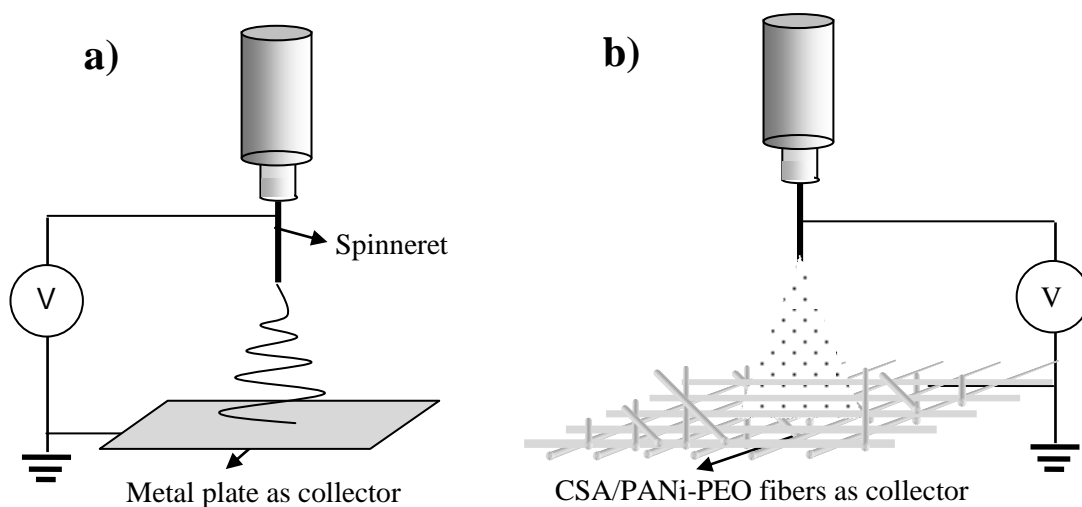 a)
Spinneret
V
Metal plate as collector
b)
V
CSA/PANi-PEO fibers as collector